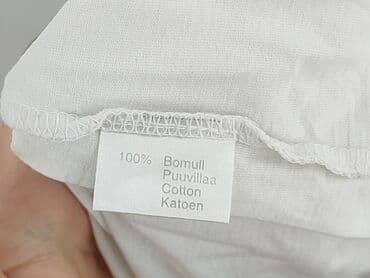 100% Bomull
Puuvillaa
Cotton
Katoen